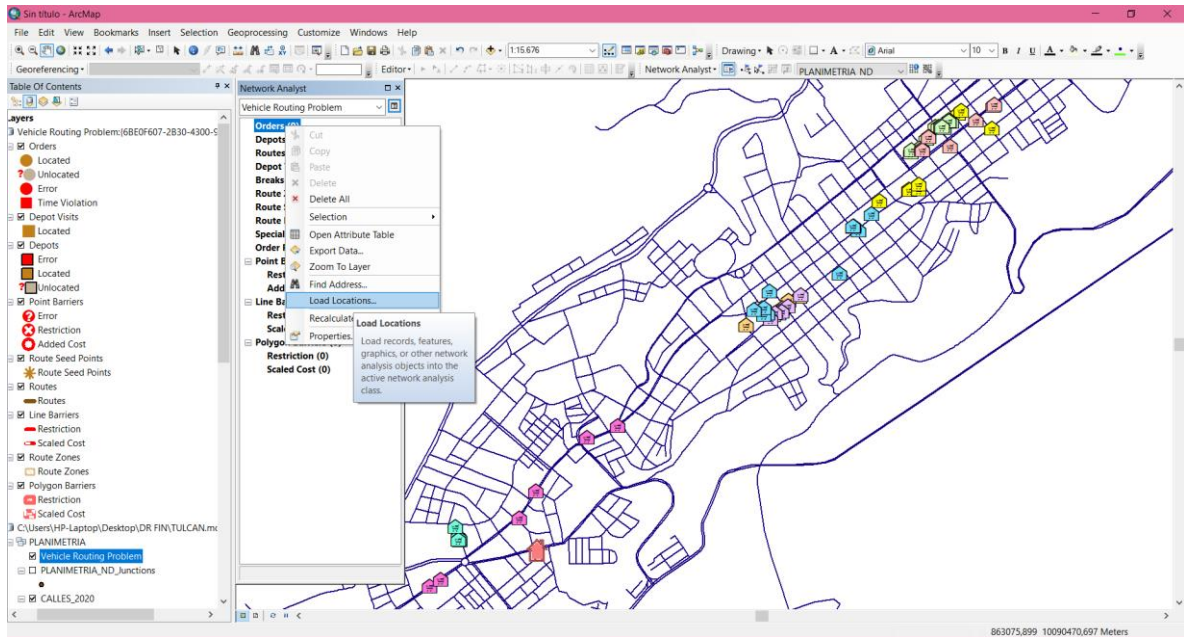 Sin título - ArcMap
File Edit View Bookmarks Insert Selection Geoprocessing Customize Windows Help
1:15.676
Drawing
Arial
10
B I U A
Georeferencing
Editor
Network Analyst
PLANIMETRIA_ND
Table Of Contents
.ayers
Vehicle Routing Problem:(6BE0F607-2B30-4300-9
Orders
Located
Unlocated
Error
Time Violation
Depot Visits
Located
Depots
Error
Located
Unlocated
Point Barriers
Error
Restriction
Added Cost
Route Seed Points
Route Seed Points
Routes
Routes
Line Barriers
Restriction
Scaled Cost
Route Zones
Route Zones
Polygon Barriers
Restriction
Scaled Cost
C:\Users\HP-Laptop\Desktop\DR FIN\TULCAN.mc
PLANIMETRIA
Vehicle Routing Problem
PLANIMETRIA_ND_Junctions
CALLES_2020
Network Analyst
Vehicle Routing Problem
Orders (0)
Depots
Routes
Depot
Breaks
Route
Route
Route
Special
Order
Point B
Rest
Add
Line Ba
Rest
Scal
Polygon
Restriction (0)
Scaled Cost (0)
Cut
Copy
Paste
Delete
Delete All
Selection
Open Attribute Table
Export Data...
Zoom To Layer
Find Address...
Load Locations...
Recalculate
Properties.
Load Locations
Load records, features,
graphics, or other network
analysis objects into the
active network analysis
class.
863075,899 10090470,697 Meters